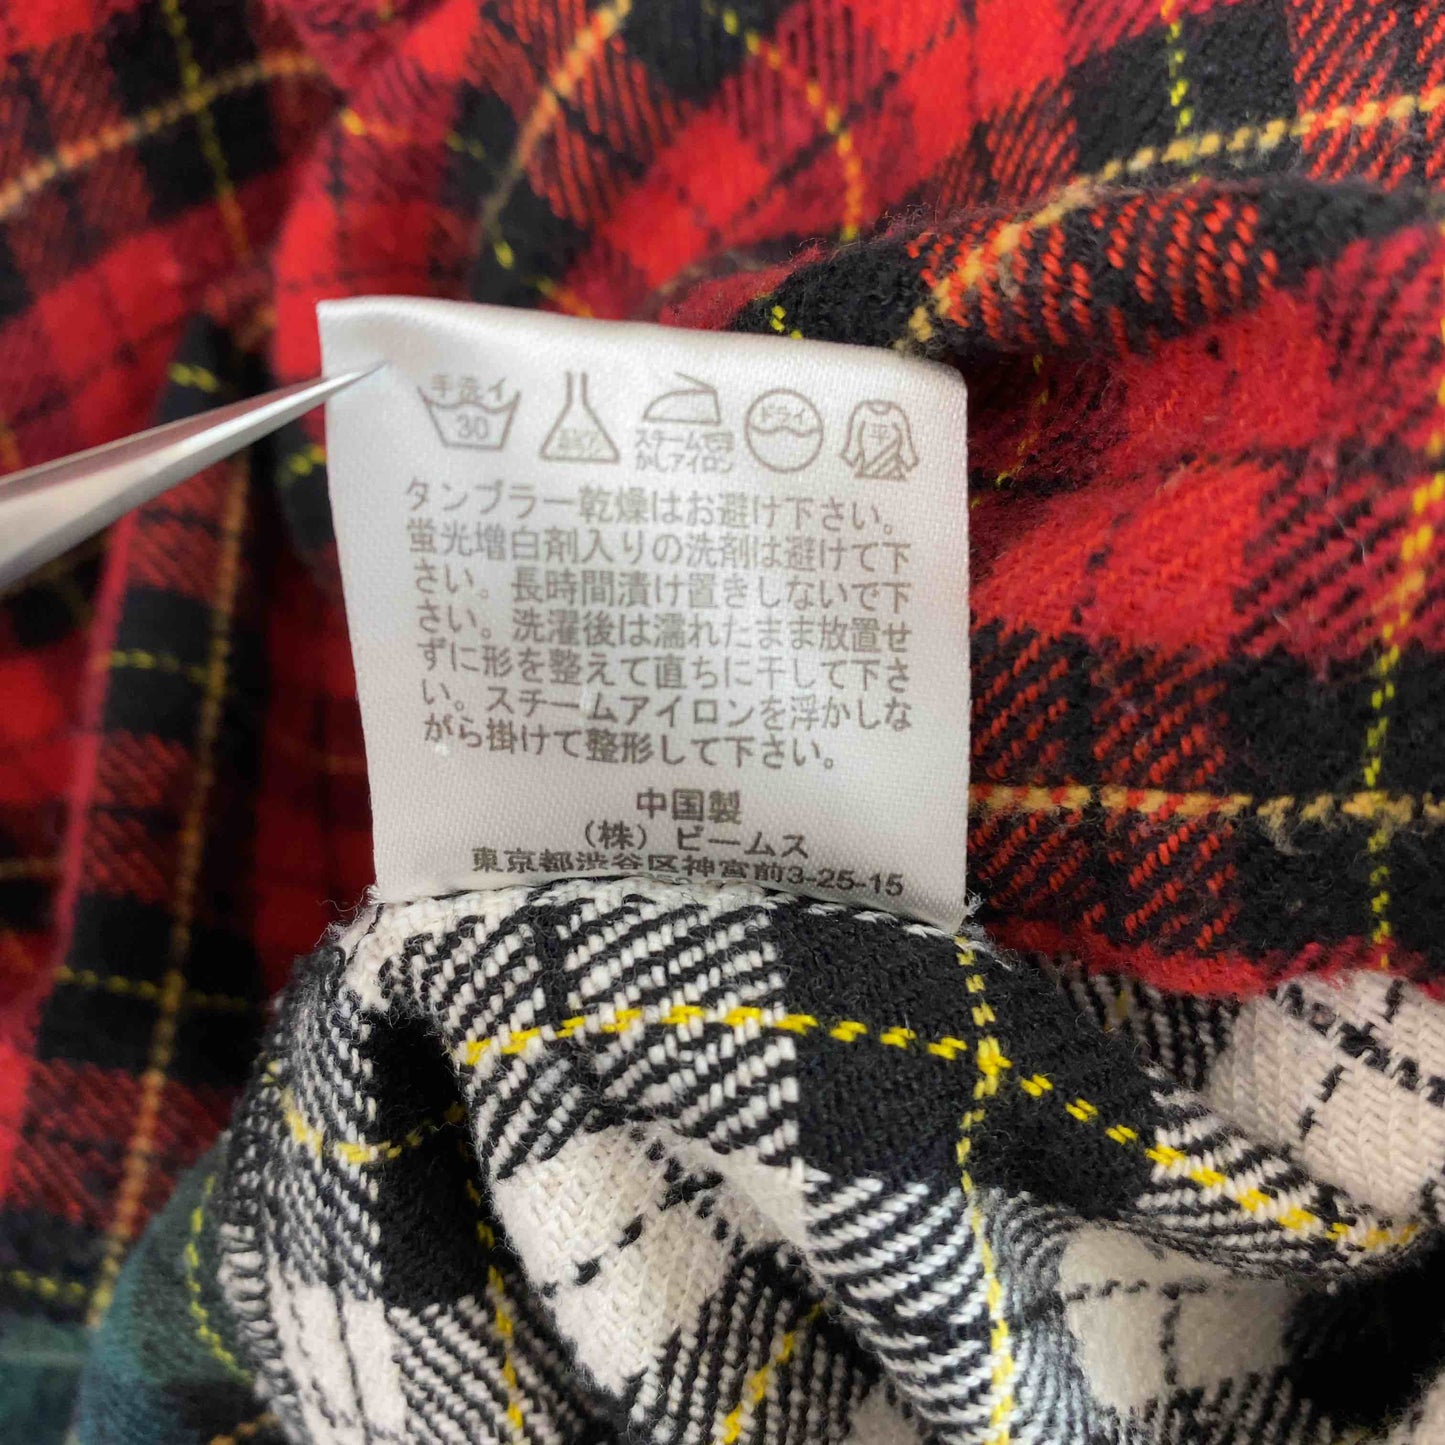 手洗イ 30 ドライ 平
スチーム
かしアイロン
タンブラー乾燥はお避け下さい。
蛍光増白剤入りの洗剤は避けて下
さい。長時間漬け置きしないで下
さい。洗濯後は濡れたまま放置せ
ずに形を整えて直ちに干して下さ
い。スチームアイロンを浮かしな
がら掛けて整形して下さい。
中国製
(株) ビームス
東京都渋谷区神宮前3-25-15